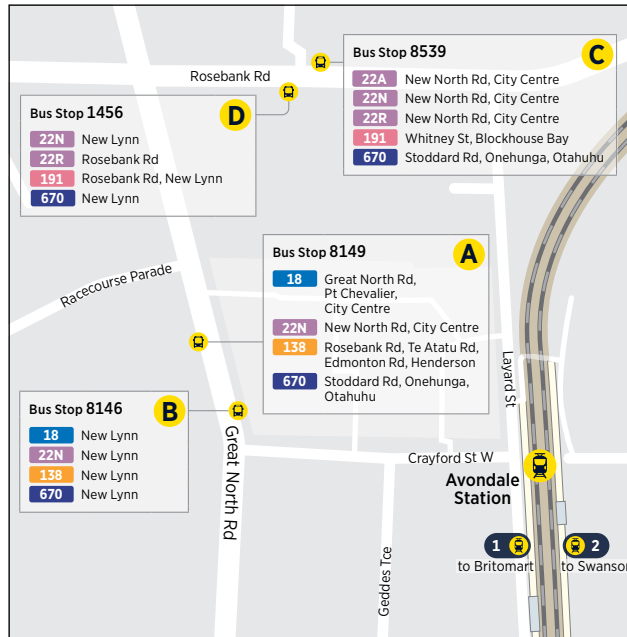 Rosebank Rd
Bus Stop 8539
C
22A New North Rd, City Centre
22N New North Rd, City Centre
22R New North Rd, City Centre
191 Whitney St, Blockhouse Bay
670 Stoddard Rd, Onehunga, Otahuhu
Bus Stop 1456
D
22N New Lynn
22R Rosebank Rd
191 Rosebank Rd, New Lynn
670 New Lynn
Bus Stop 8149
A
18 Great North Rd,
Pt Chevalier,
City Centre
22N New North Rd, City Centre
138 Rosebank Rd, Te Atatu Rd,
Edmonton Rd, Henderson
670 Stoddard Rd, Onehunga,
Otahuhu
Racecourse Parade
Layard St
Bus Stop 8146
B
18 New Lynn
22N New Lynn
138 New Lynn
670 New Lynn
Great North Rd
Crayford St W
Avondale
Station
Geddes Tce
1
to Britomart
2
to Swanson